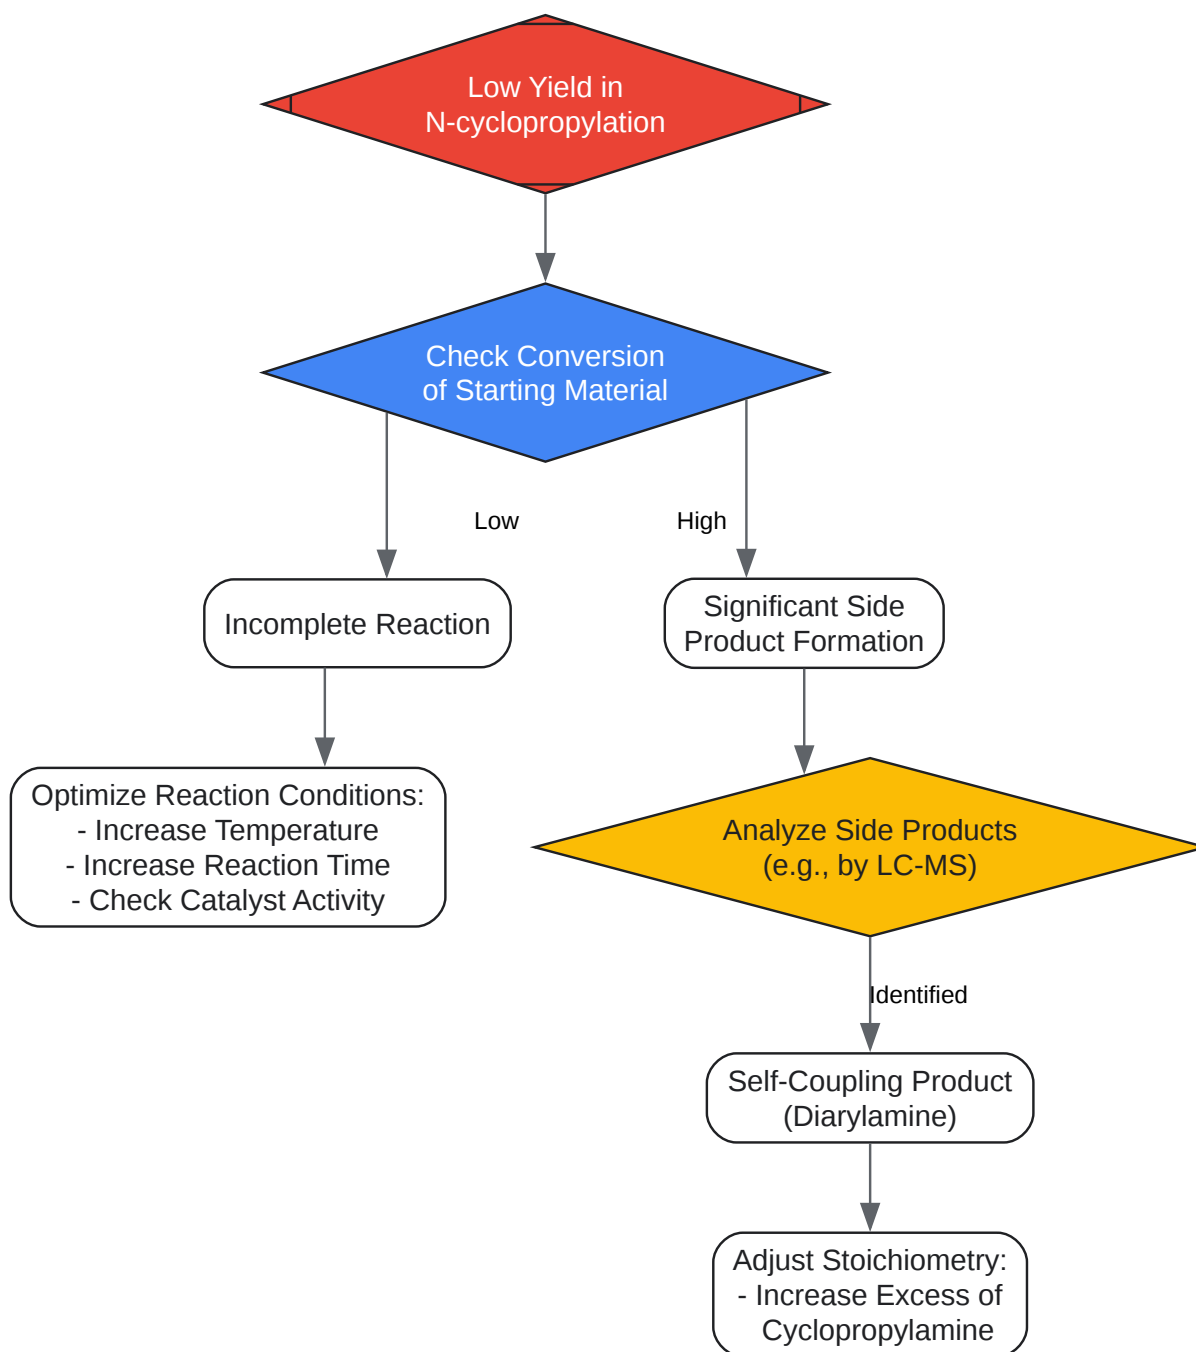 Low Yield in
N-cyclopropylation
Check Conversion
of Starting Material
Low
High
Incomplete Reaction
Significant Side
Product Formation
Optimize Reaction Conditions:
- Increase Temperature
- Increase Reaction Time
- Check Catalyst Activity
Analyze Side Products
(e.g., by LC-MS)
Identified
Self-Coupling Product
(Diarylamine)
Adjust Stoichiometry:
- Increase Excess of
Cyclopropylamine